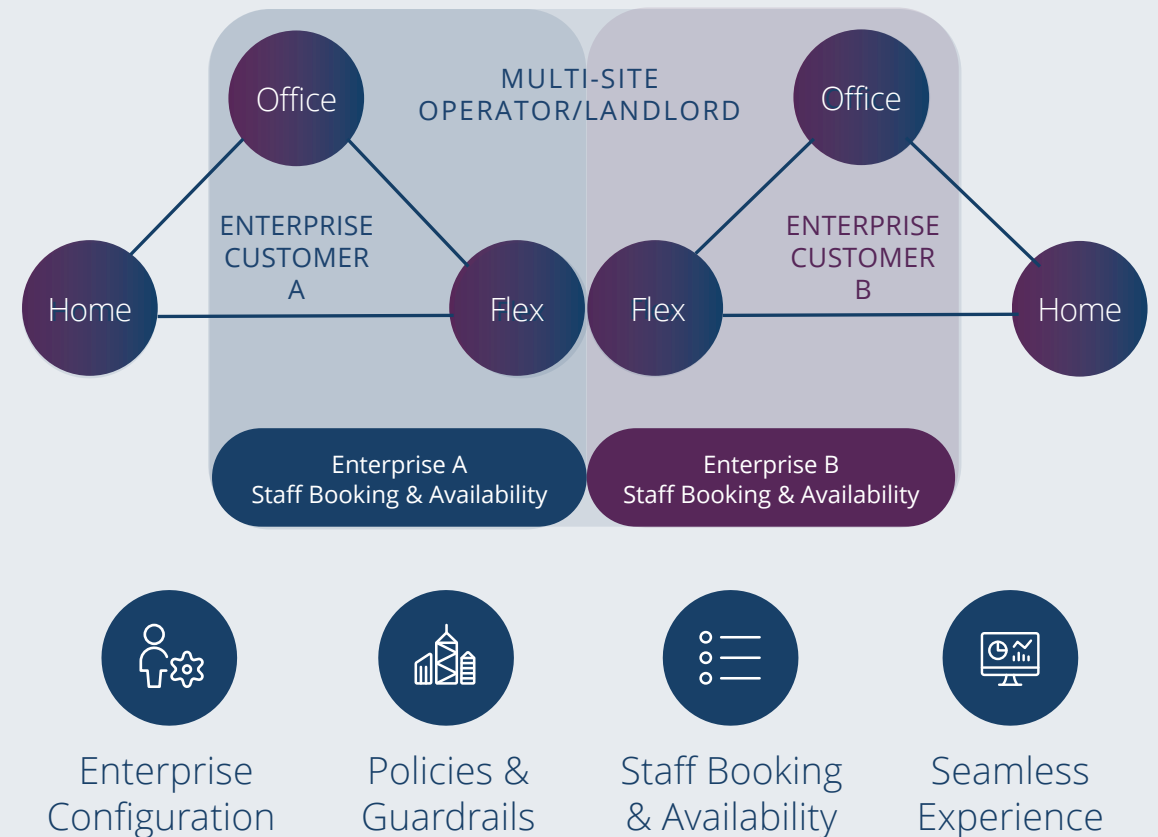 MULTI-SITE
OPERATOR/LANDLORD
Office
Office
ENTERPRISE
CUSTOMER
A
ENTERPRISE
CUSTOMER
B
Home
Flex
Flex
Home
Enterprise A
Staff Booking & Availability
Enterprise B
Staff Booking & Availability
Enterprise
Configuration
Policies &
Guardrails
Staff Booking
& Availability
Seamless
Experience